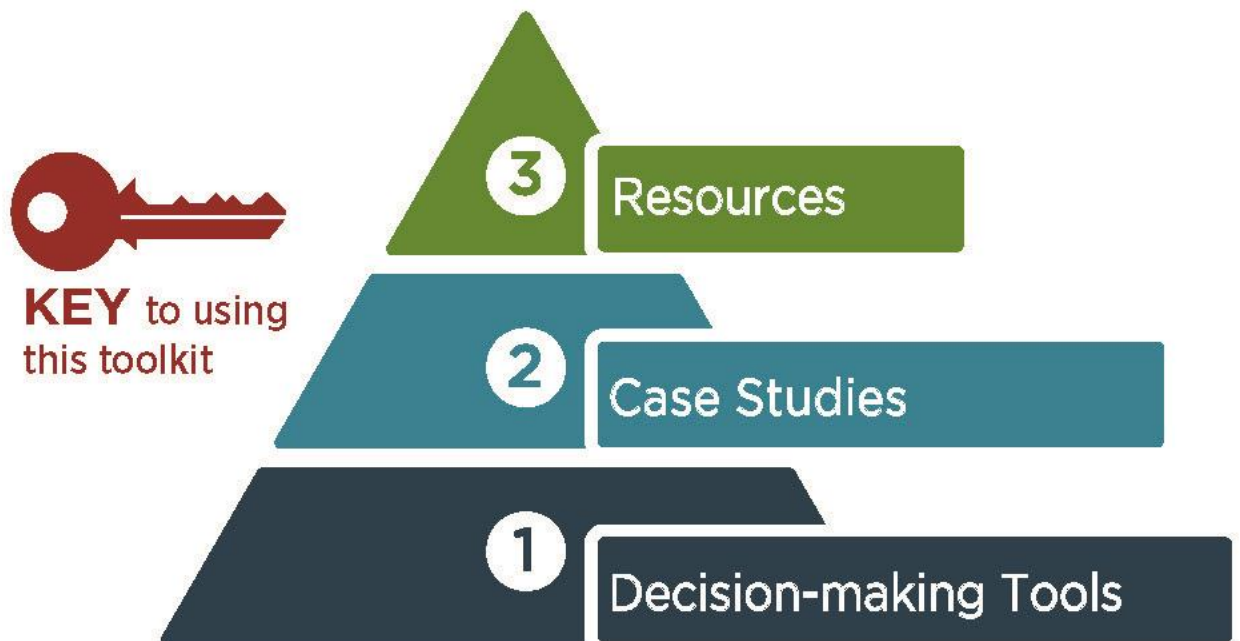 3
Resources
KEY to using
this toolkit
2
Case Studies
1
Decision-making Tools